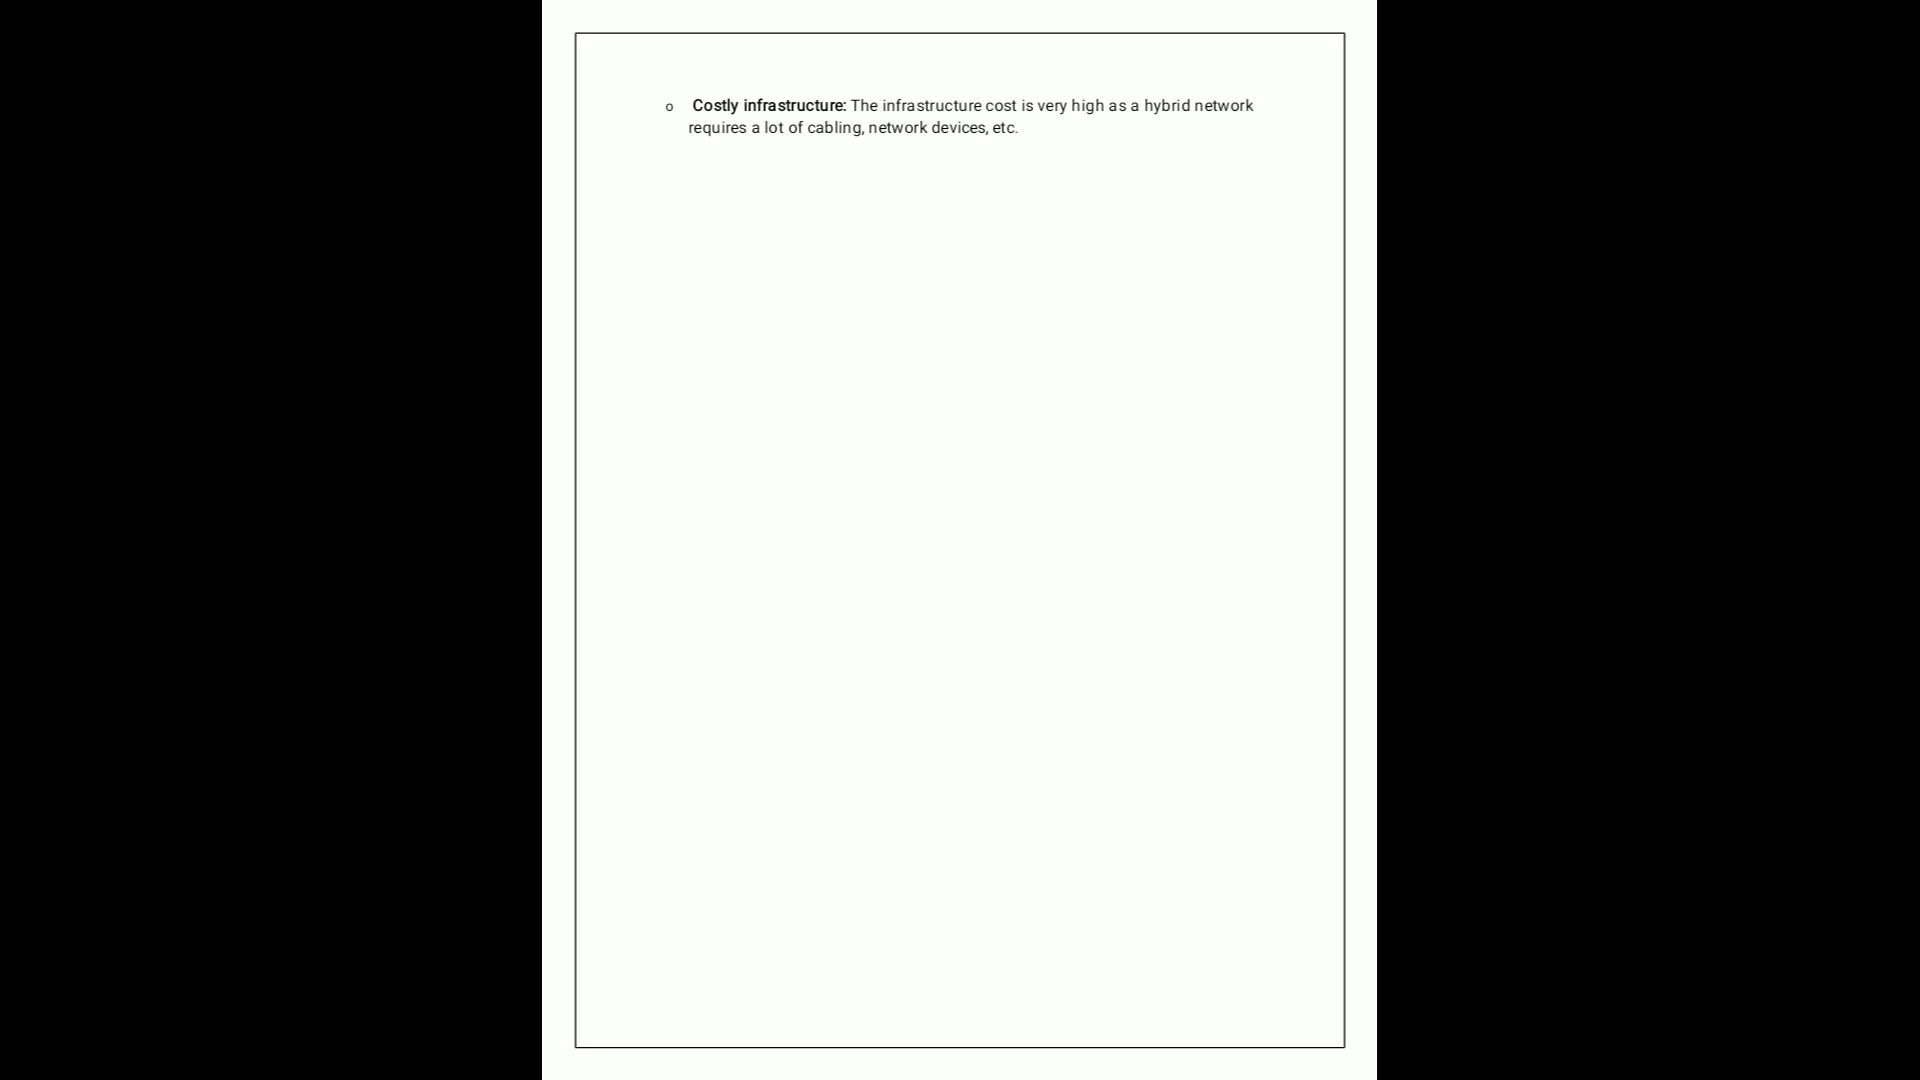 o Costly infrastructure: The infrastructure cost is very high as a hybrid network
requires a lot of cabling, network devices, etc.